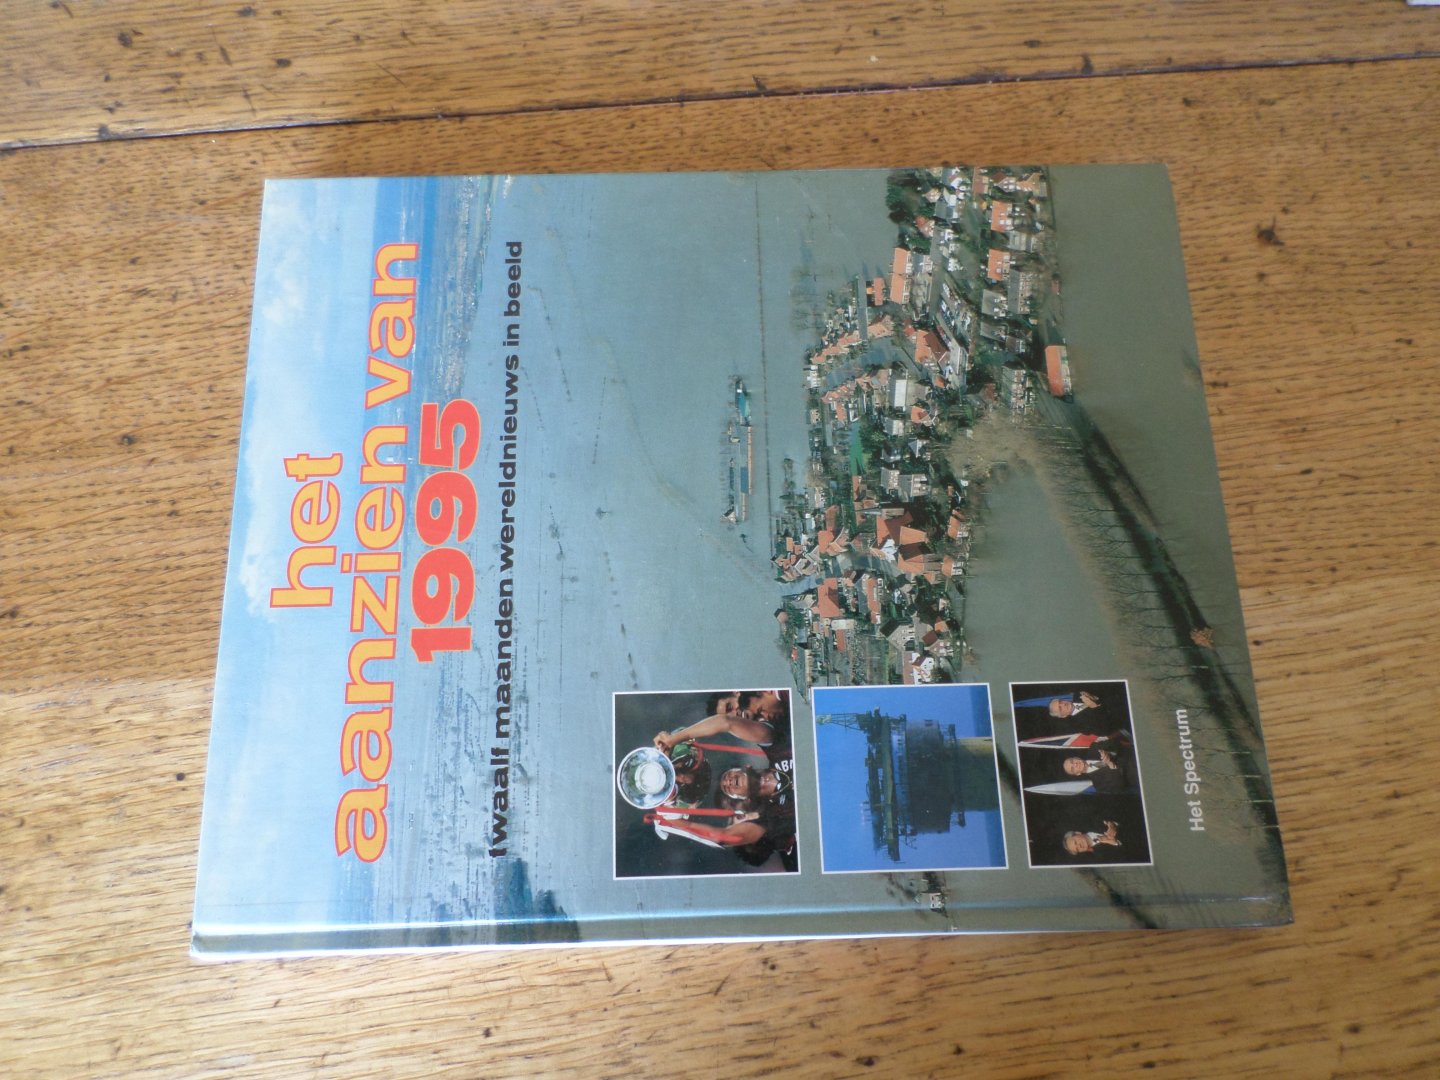 het
aanzien van
1995
twaalf maanden wereldnieuws in beeld
Het Spectrum